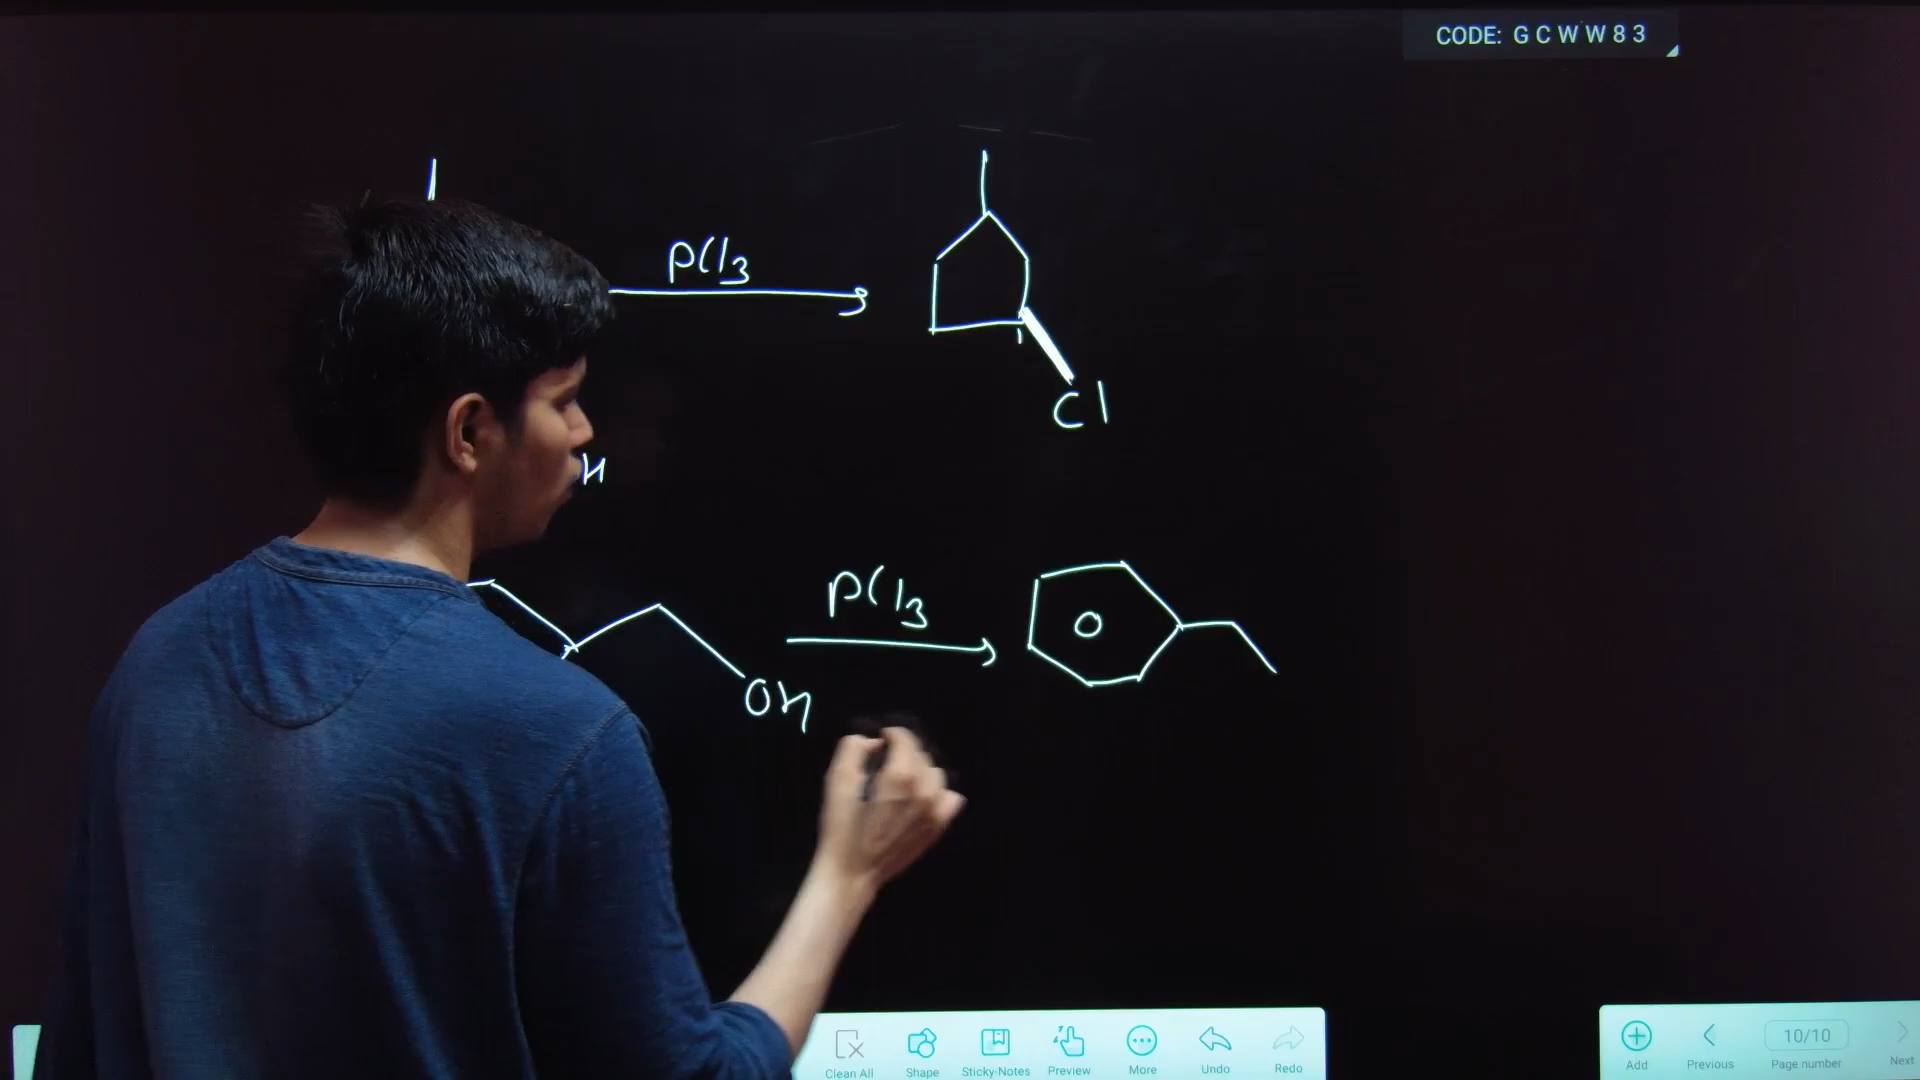 CODE: G C W W 8 3
PCl3
Cl
H
PCl3
OH
Clean All
Shape
Sticky-Notes
Preview
More
Undo
Redo
Add
Previous
10/10
Page number
Next